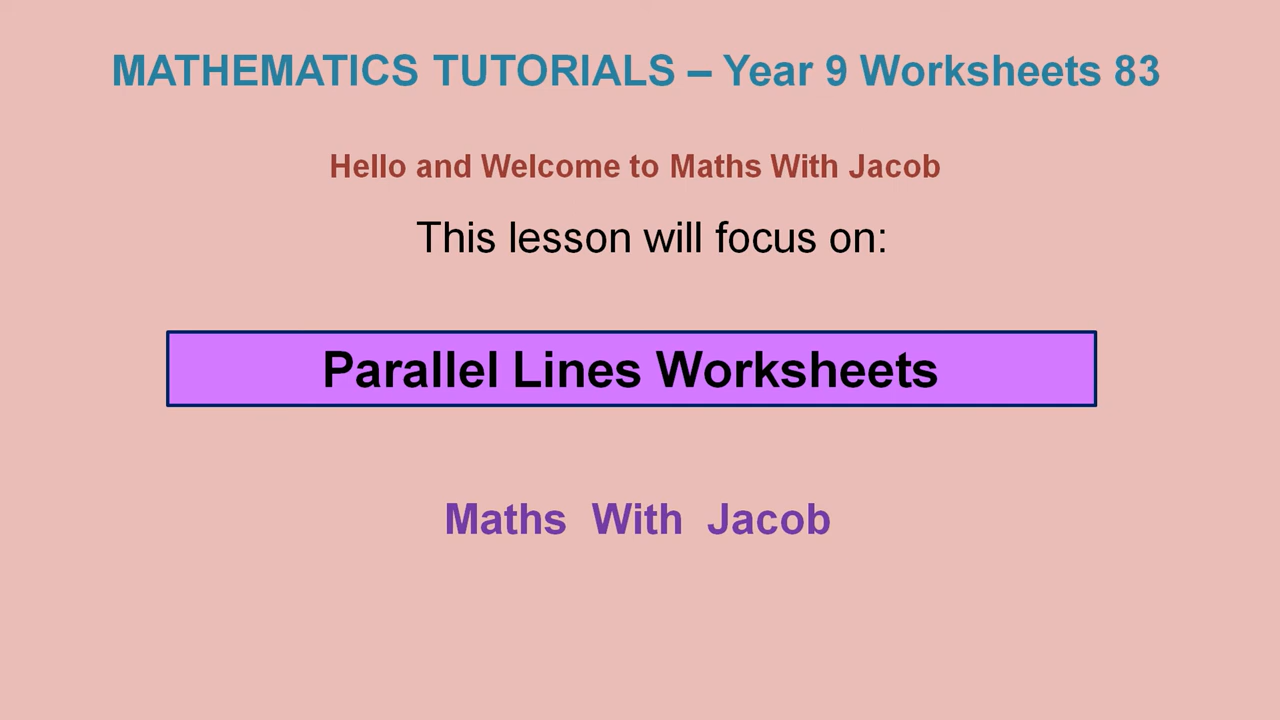 MATHEMATICS TUTORIALS – Year 9 Worksheets 83
Hello and Welcome to Maths With Jacob
This lesson will focus on:
Parallel Lines Worksheets
Maths With Jacob